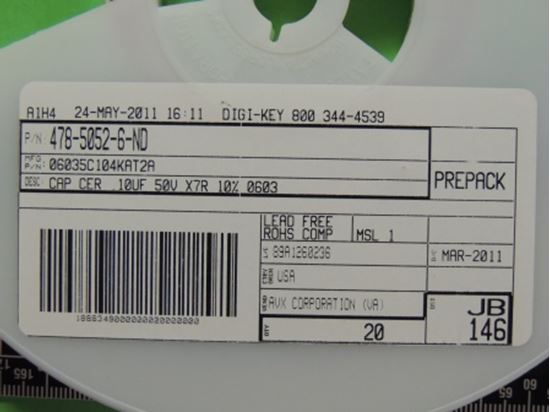 A1H4 24-MAY-2011 16:11 DIGI-KEY 800 344-4539
P/N: 478-5052-6-ND
MFG. P/N: 06035C104KAT2A
DESC: CAP CER .10UF 50V X7R 10% 0603
PREPACK
LEAD FREE
ROHS COMP MSL 1
89A1260236
MAR-2011
USA
AVX CORPORATION (VA)
QTY 20
JB
146
165
60